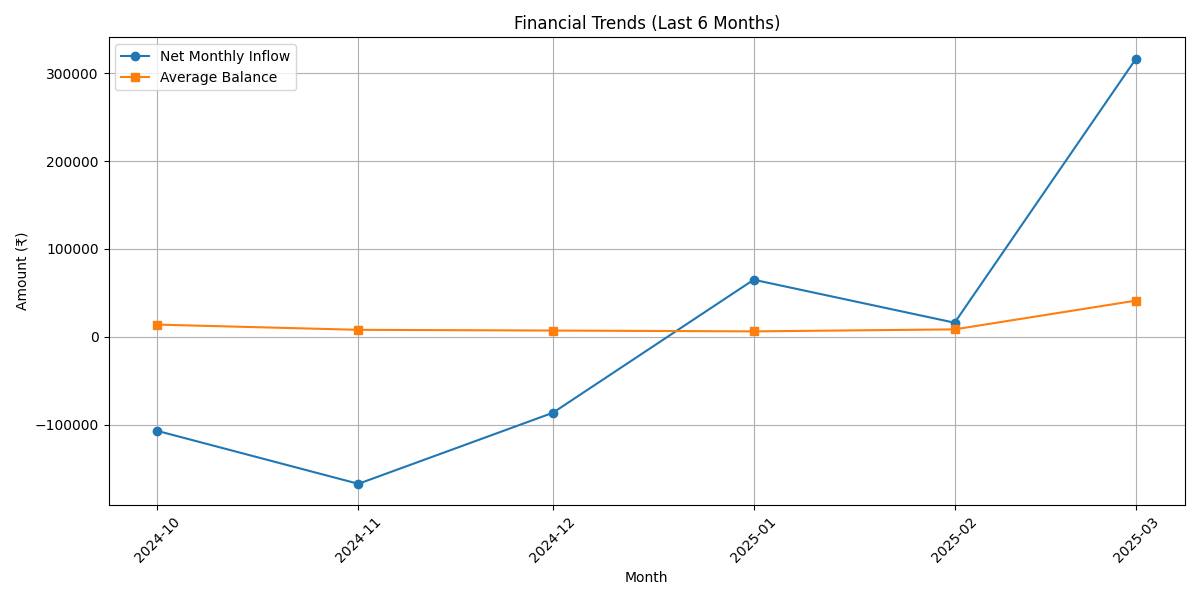 Financial Trends (Last 6 Months)
Net Monthly Inflow
Average Balance
300000
200000
100000
0
−100000
Amount (₹)
2024-10
2024-11
2024-12
2025-01
2025-02
2025-03
Month